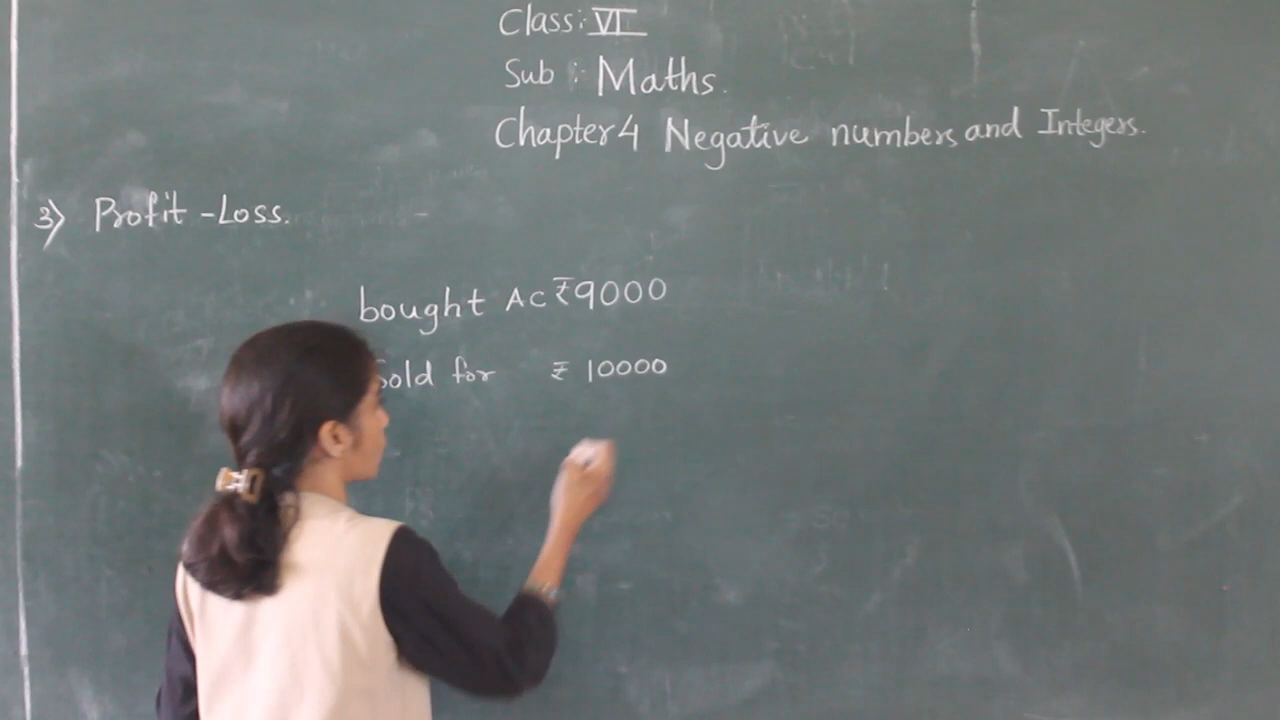 Class: VI
Sub : Maths.
Chapter 4 Negative numbers and Integers.
3) Profit -Loss.
bought AC ₹9000
Sold for ₹ 10000